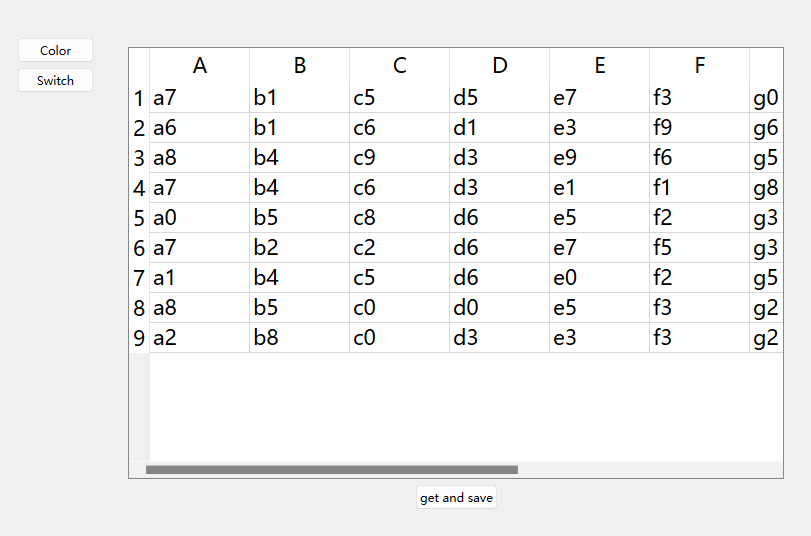 Color
Switch
A B C D E F
1 a7 b1 c5 d5 e7 f3 g0
2 a6 b1 c6 d1 e3 f9 g6
3 a8 b4 c9 d3 e9 f6 g5
4 a7 b4 c6 d3 e1 f1 g8
5 a0 b5 c8 d6 e5 f2 g3
6 a7 b2 c2 d6 e7 f5 g3
7 a1 b4 c5 d6 e0 f2 g5
8 a8 b5 c0 d0 e5 f3 g2
9 a2 b8 c0 d3 e3 f3 g2
get and save